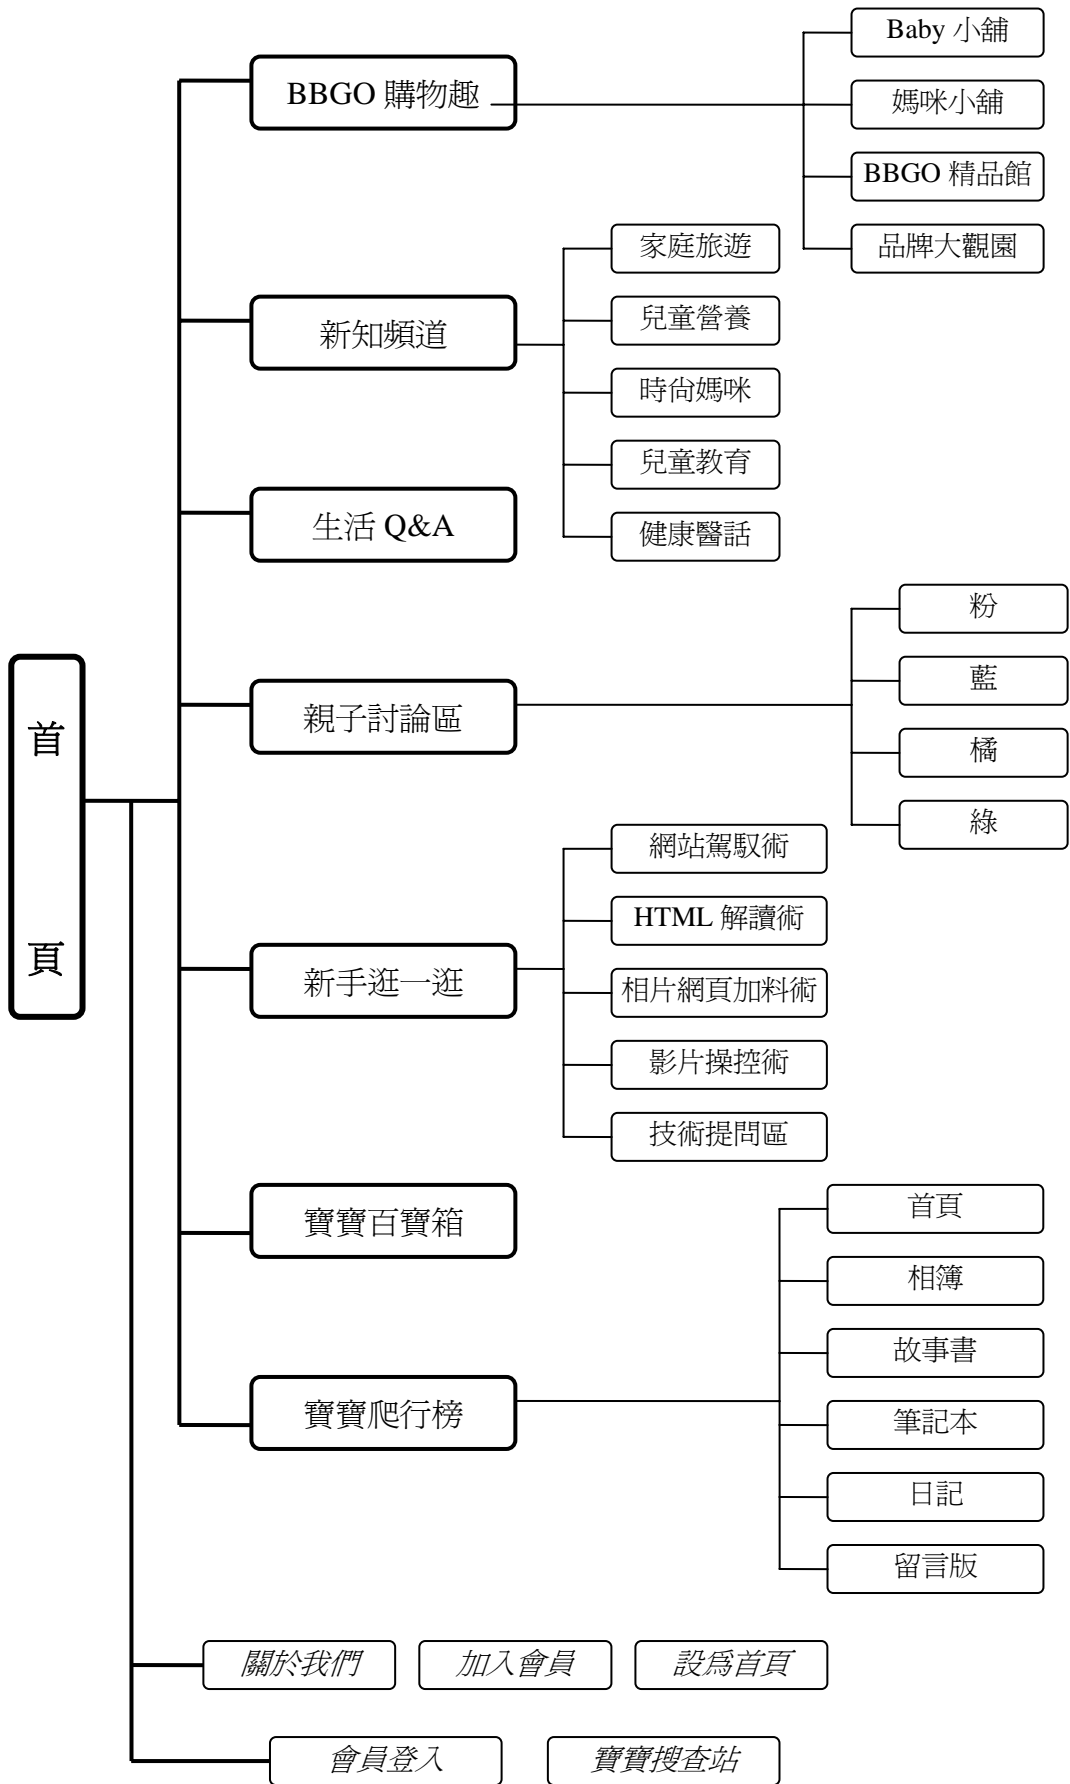 首
頁
BBGO 購物趣
Baby 小舖
媽咪小舖
BBGO 精品館
品牌大觀園
新知頻道
家庭旅遊
兒童營養
時尚媽咪
兒童教育
健康醫話
生活 Q&A
親子討論區
粉
藍
橘
綠
新手逛一逛
網站駕馭術
HTML 解讀術
相片網頁加料術
影片操控術
技術提問區
寶寶百寶箱
寶寶爬行榜
首頁
相簿
故事書
筆記本
日記
留言版
關於我們
加入會員
設為首頁
會員登入
寶寶搜查站